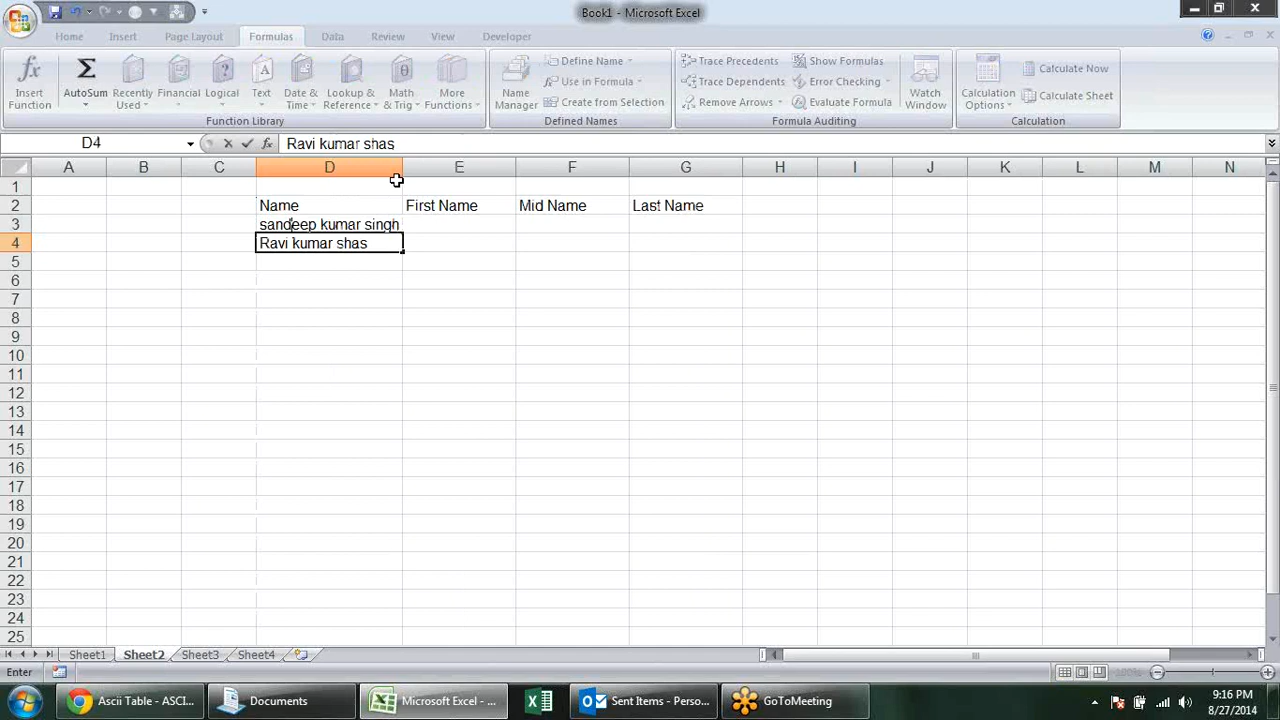 Book1 - Microsoft Excel
Home Insert Page Layout Formulas Data Review View Developer
Insert Function
AutoSum
Recently Used
Financial
Logical
Text
Date & Time
Lookup & Reference
Math & Trig
More Functions
Function Library
Name Manager
Define Name
Use in Formula
Create from Selection
Defined Names
Trace Precedents
Trace Dependents
Remove Arrows
Show Formulas
Error Checking
Evaluate Formula
Formula Auditing
Watch Window
Calculation Options
Calculate Now
Calculate Sheet
Calculation
D4 Ravi kumar shas
A B C D E F G H I J K L M N
1
2 Name First Name Mid Name Last Name
3 sandeep kumar singh
4 Ravi kumar shas
5
6
7
8
9
10
11
12
13
14
15
16
17
18
19
20
21
22
23
24
25
Sheet1 Sheet2 Sheet3 Sheet4
Enter 100%
Ascii Table - ASCI... Documents Microsoft Excel - ... Sent Items - Perso... GoToMeeting
9:16 PM
8/27/2014